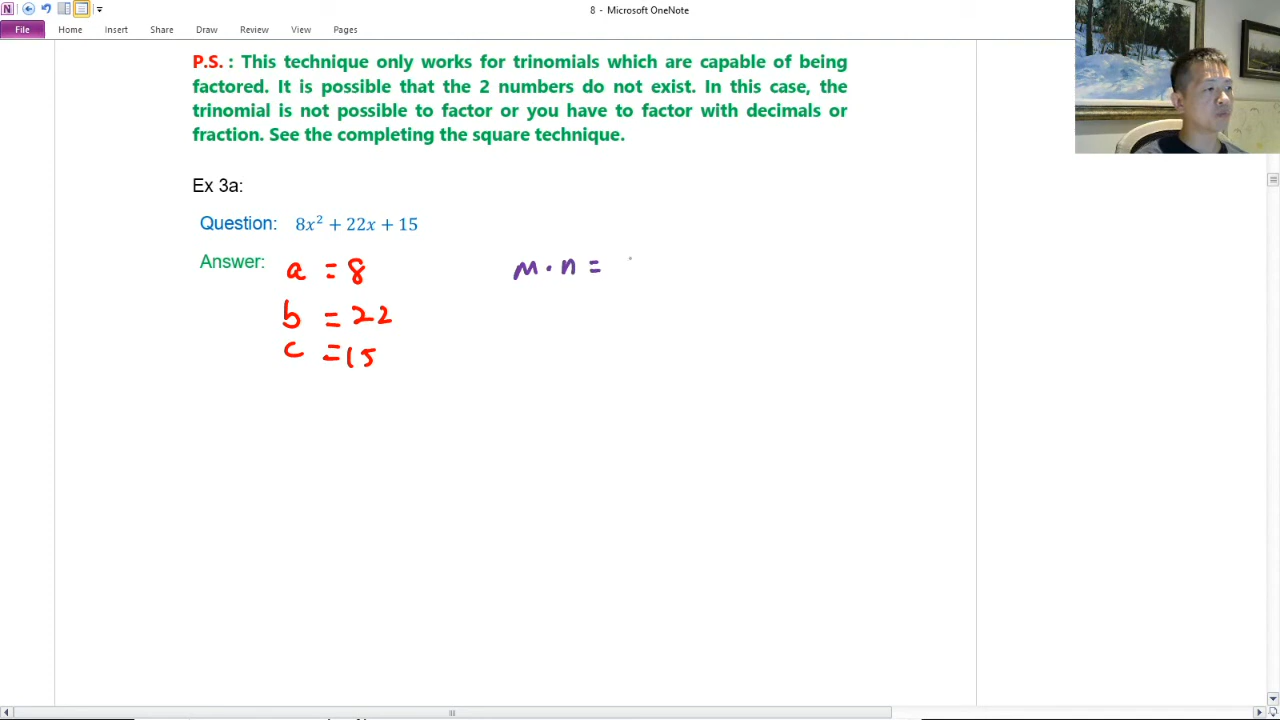 8 - Microsoft OneNote
File Home Insert Share Draw Review View Pages
P.S. : This technique only works for trinomials which are capable of being
factored. It is possible that the 2 numbers do not exist. In this case, the
trinomial is not possible to factor or you have to factor with decimals or
fraction. See the completing the square technique.
Ex 3a:
Question: 8x² + 22x + 15
Answer: a = 8 m · n =
b = 22
c = 15